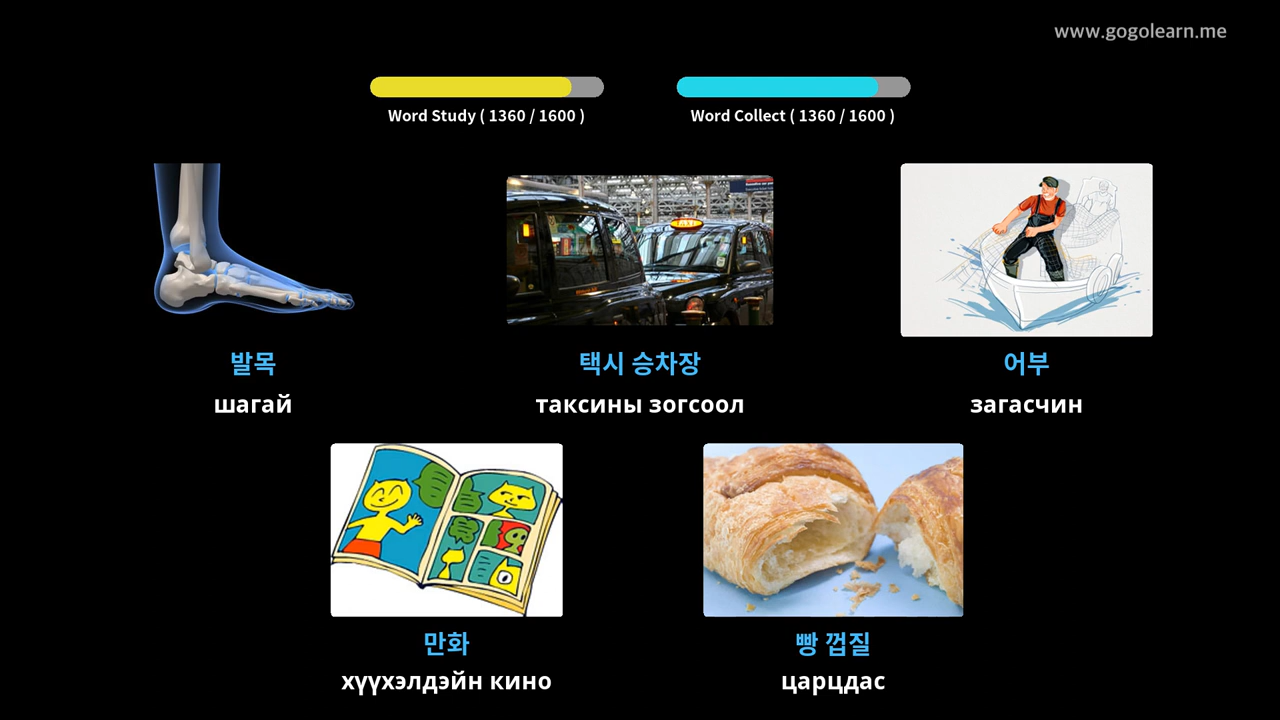 www.gogolearn.me
Word Study ( 1360 / 1600 )
Word Collect ( 1360 / 1600 )
TAXI
발목
택시 승차장
어부
шагай
таксины зогсоол
загасчин
만화
빵 껍질
хүүхэлдэйн кино
царцдас